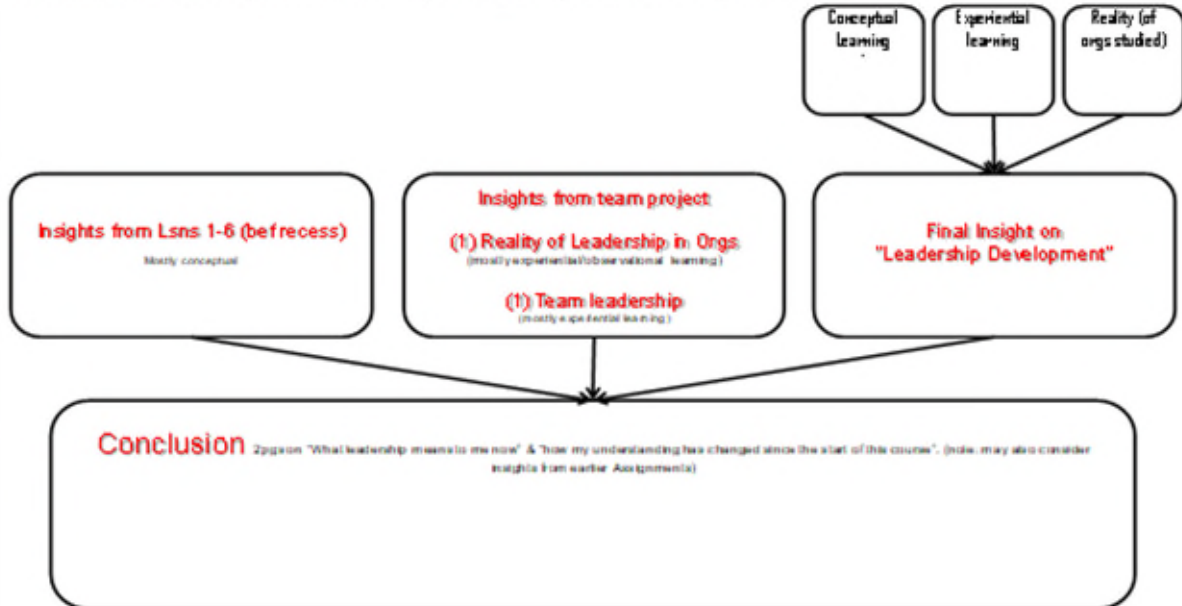 Conceptual
learning
Experiential
learning
Reality (of
orgs studied)
Insights from Lsns 1-6 (bef recess)
Mostly conceptual
Insights from team project
(1) Reality of Leadership in Orgs
(mostly experiential/observational learning)
(1) Team leadership
(mostly experiential learning)
Final Insight on
"Leadership Development"
Conclusion 2pgs on "What leadership means to me now" & "how my understanding has changed since the start of this course". (note: may also consider
insights from earlier Assignments)